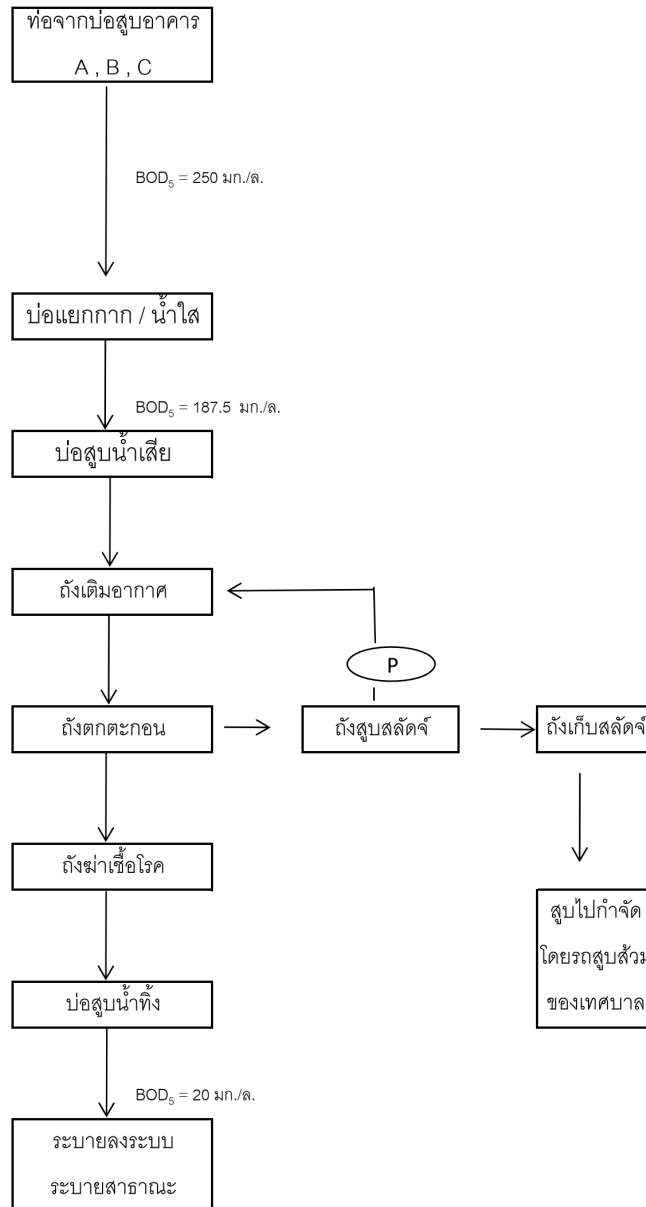 ท่อจากบ่อสูบอาคาร
A , B , C
BOD₅ = 250 มก./ล.
บ่อแยกกาก / น้ำใส
BOD₅ = 187.5 มก./ล.
บ่อสูบน้ำเสีย
ถังเติมอากาศ
P
ถังตกตะกอน
ถังสูบสลัดจ์
ถังเก็บสลัดจ์
ถังฆ่าเชื้อโรค
สูบไปกำจัด
โดยรถสูบส้วม
ของเทศบาล
บ่อสูบน้ำทิ้ง
BOD₅ = 20 มก./ล.
ระบายลงระบบ
ระบายสาธาณะ